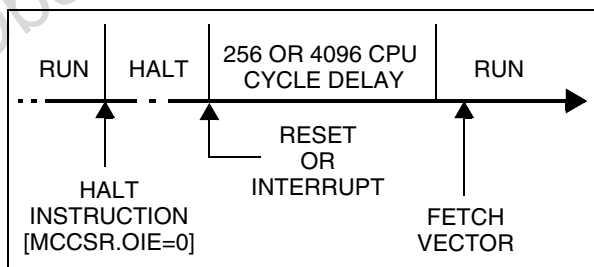 RUN
HALT
256 OR 4096 CPU
CYCLE DELAY
RUN
RESET
OR
INTERRUPT
HALT
INSTRUCTION
[MCCSR.OIE=0]
FETCH
VECTOR